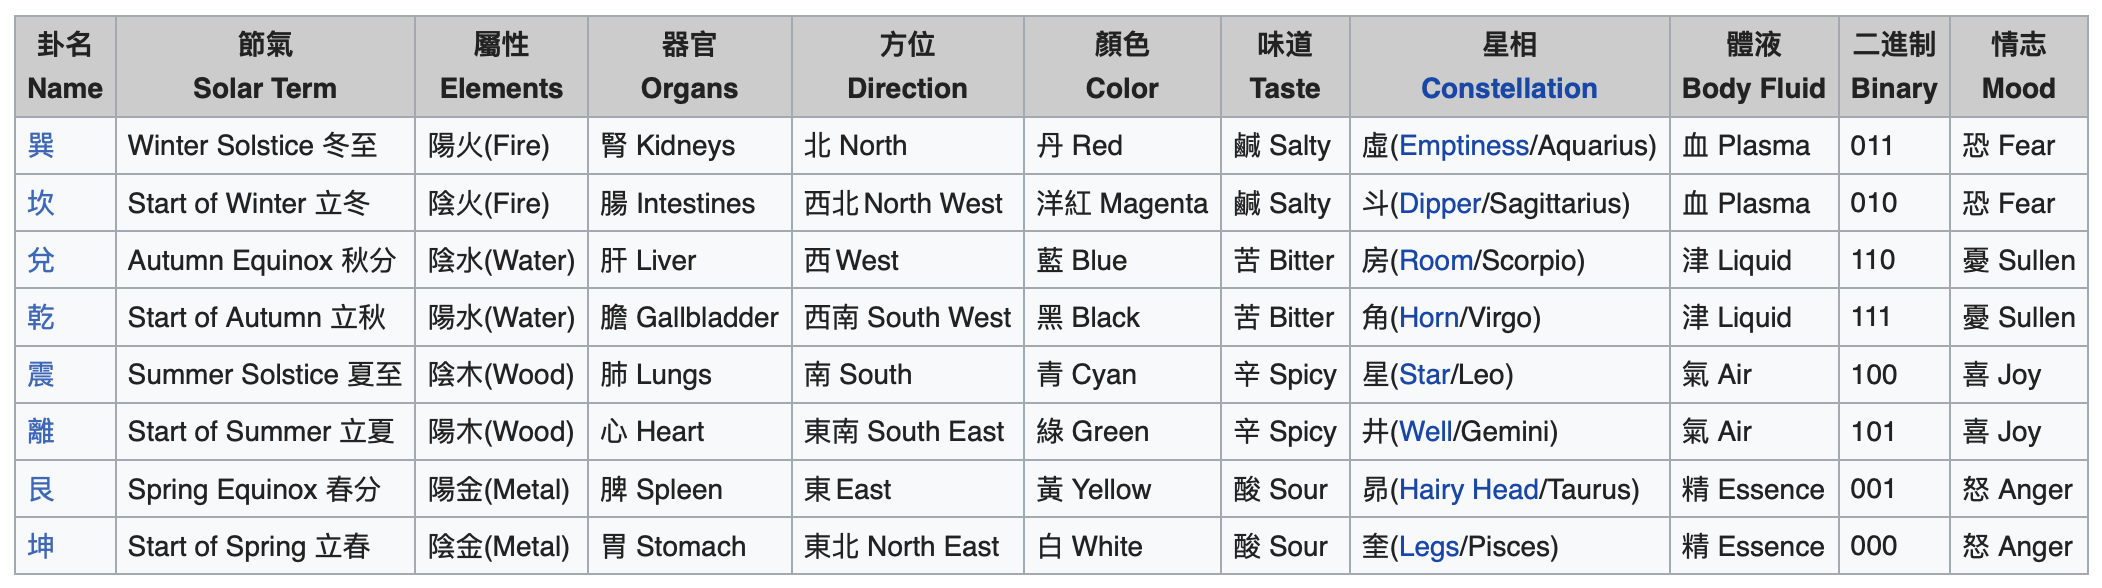 卦名 節氣 屬性 器官 方位 顏色 味道 星相 體液 二進制 情志
Name Solar Term Elements Organs Direction Color Taste Constellation Body Fluid Binary Mood
巽 Winter Solstice 冬至 陽火(Fire) 腎 Kidneys 北 North 丹 Red 鹹 Salty 虛(Emptiness/Aquarius) 血 Plasma 011 恐 Fear
坎 Start of Winter 立冬 陰火(Fire) 腸 Intestines 西北 North West 洋紅 Magenta 鹹 Salty 斗(Dipper/Sagittarius) 血 Plasma 010 恐 Fear
兌 Autumn Equinox 秋分 陰水(Water) 肝 Liver 西 West 藍 Blue 苦 Bitter 房(Room/Scorpio) 津 Liquid 110 憂 Sullen
乾 Start of Autumn 立秋 陽水(Water) 膽 Gallbladder 西南 South West 黑 Black 苦 Bitter 角(Horn/Virgo) 津 Liquid 111 憂 Sullen
震 Summer Solstice 夏至 陰木(Wood) 肺 Lungs 南 South 青 Cyan 辛 Spicy 星(Star/Leo) 氣 Air 100 喜 Joy
離 Start of Summer 立夏 陽木(Wood) 心 Heart 東南 South East 綠 Green 辛 Spicy 井(Well/Gemini) 氣 Air 101 喜 Joy
艮 Spring Equinox 春分 陽金(Metal) 脾 Spleen 東 East 黃 Yellow 酸 Sour 昴(Hairy Head/Taurus) 精 Essence 001 怒 Anger
坤 Start of Spring 立春 陰金(Metal) 胃 Stomach 東北 North East 白 White 酸 Sour 奎(Legs/Pisces) 精 Essence 000 怒 Anger